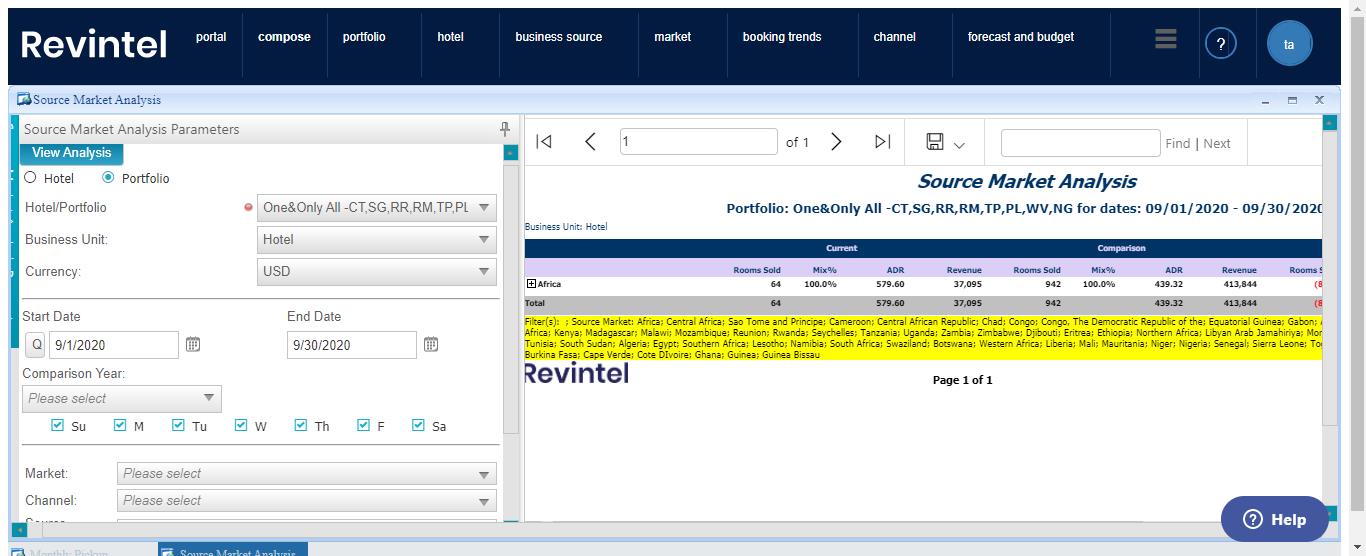 Revintel portal compose portfolio hotel business source market booking trends channel forecast and budget ? ta
Source Market Analysis
Source Market Analysis Parameters
View Analysis
Hotel Portfolio
Hotel/Portfolio One&Only All -CT,SG,RR,RM,TP,PL
Business Unit: Hotel
Currency: USD
Start Date End Date
Q 9/1/2020 9/30/2020
Comparison Year:
Please select
Su M Tu W Th F Sa
Market: Please select
Channel: Please select
1 of 1 Find | Next
Source Market Analysis
Portfolio: One&Only All -CT,SG,RR,RM,TP,PL,WV,NG for dates: 09/01/2020 - 09/30/2020
Business Unit: Hotel
Current Comparison
Rooms Sold Mix% ADR Revenue Rooms Sold Mix% ADR Revenue Rooms S
Africa 64 100.0% 579.60 37,095 942 100.0% 439.32 413,844 (8
Total 64 579.60 37,095 942 439.32 413,844 (8
Filter(s): ; Source Market: Africa; Central Africa; Sao Tome and Principe; Cameroon; Central African Republic; Chad; Congo; Congo, The Democratic Republic of the; Equatorial Guinea; Gabon;
Africa; Kenya; Madagascar; Malawi; Mozambique; Reunion; Rwanda; Seychelles; Tanzania; Uganda; Zambia; Zimbabwe; Djibouti; Eritrea; Ethiopia; Northern Africa; Libyan Arab Jamahiriya; Mor
Tunisia; South Sudan; Algeria; Egypt; Southern Africa; Lesotho; Namibia; South Africa; Swaziland; Botswana; Western Africa; Liberia; Mali; Mauritania; Niger; Nigeria; Senegal; Sierra Leone; To
Burkina Fasa; Cape Verde; Cote DIvoire; Ghana; Guinea; Guinea Bissau
Revintel Page 1 of 1
Help
Monthly Pickup Source Market Analysis